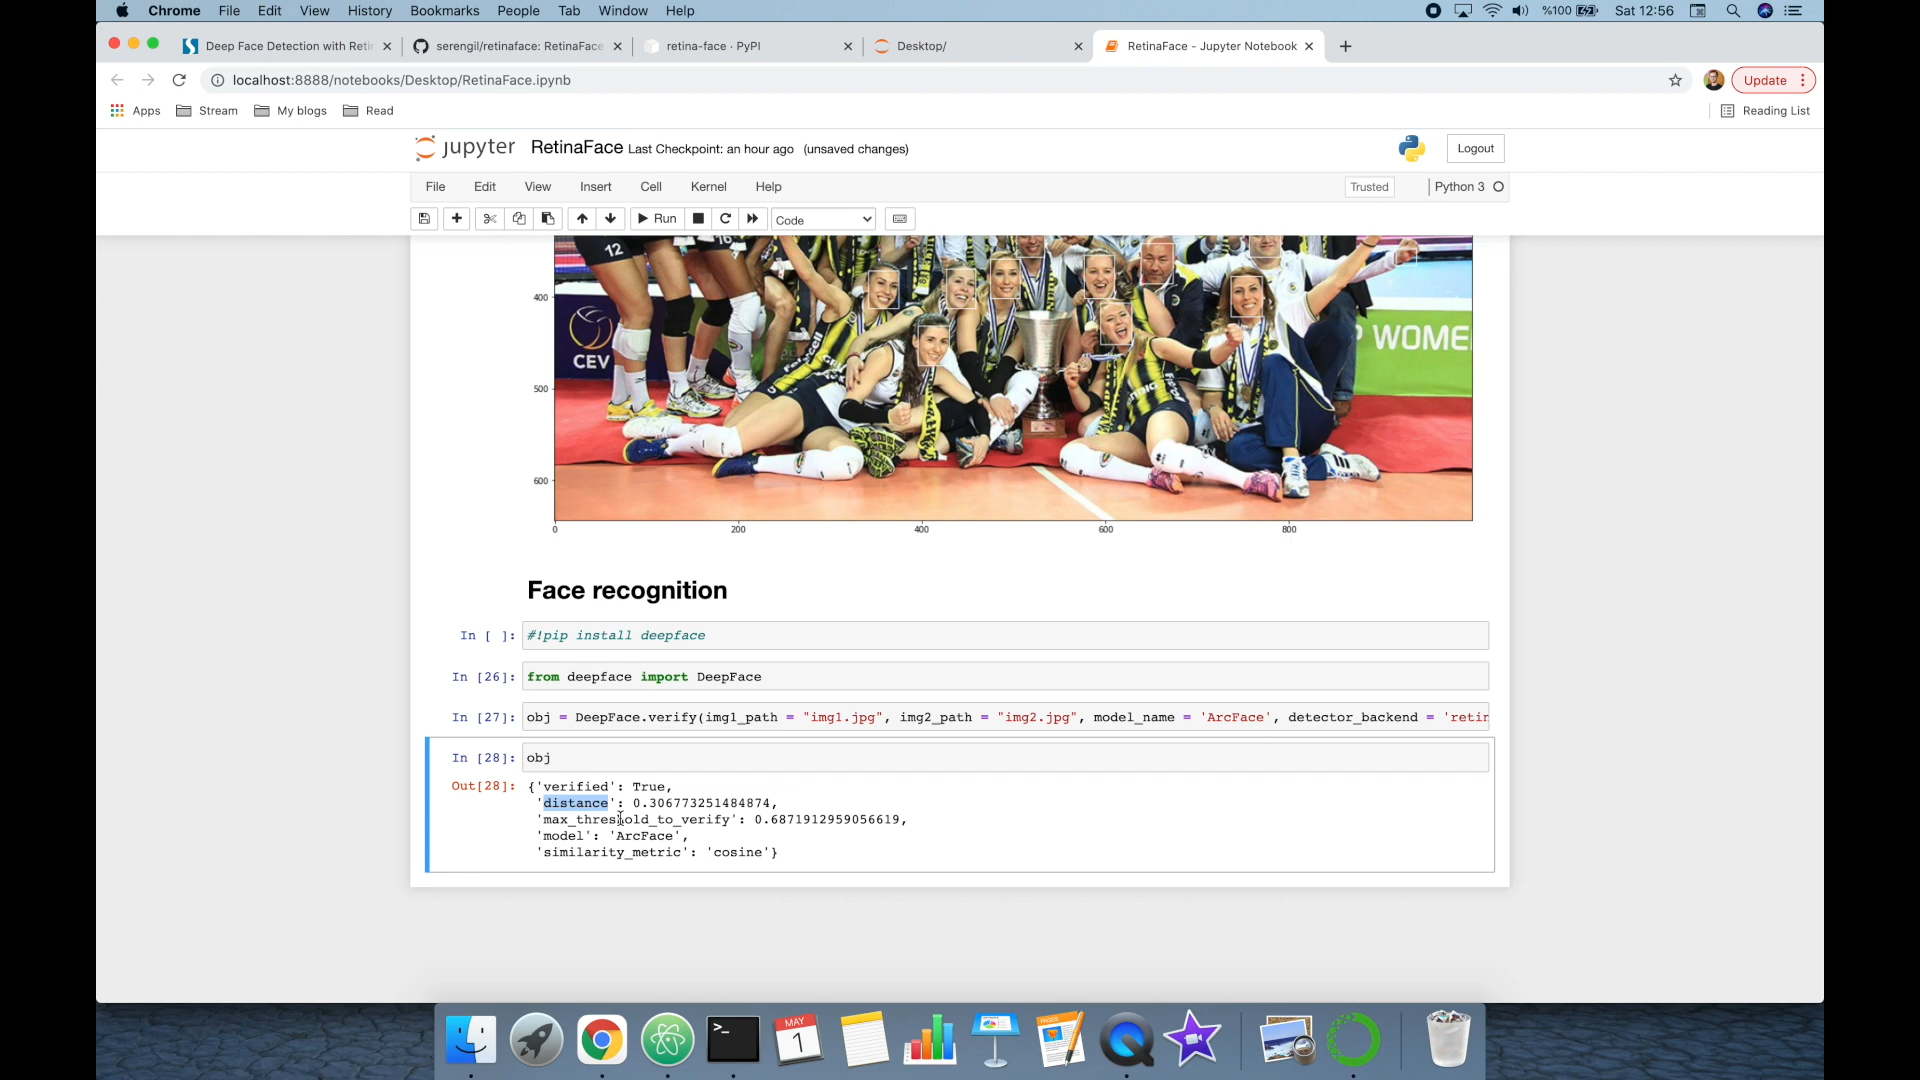 Chrome File Edit View History Bookmarks People Tab Window Help %100 Sat 12:56
Deep Face Detection with Reti serengil/retinaface: RetinaFace retina-face · PyPI Desktop/ RetinaFace - Jupyter Notebook
localhost:8888/notebooks/Desktop/RetinaFace.ipynb Update
Apps Stream My blogs Read Reading List
jupyter RetinaFace Last Checkpoint: an hour ago (unsaved changes) Logout
File Edit View Insert Cell Kernel Help Trusted Python 3
Run Code
12
400
CEV
P WOME
500
600
0 200 400 600 800
Face recognition
In [ ]: #!pip install deepface
In [26]: from deepface import DeepFace
In [27]: obj = DeepFace.verify(img1_path = "img1.jpg", img2_path = "img2.jpg", model_name = 'ArcFace', detector_backend = 'retin
In [28]: obj
Out[28]: {'verified': True,
'distance': 0.306773251484874,
'max_threshold_to_verify': 0.6871912959056619,
'model': 'ArcFace',
'similarity_metric': 'cosine'}
>_
MAY
1
PAGES